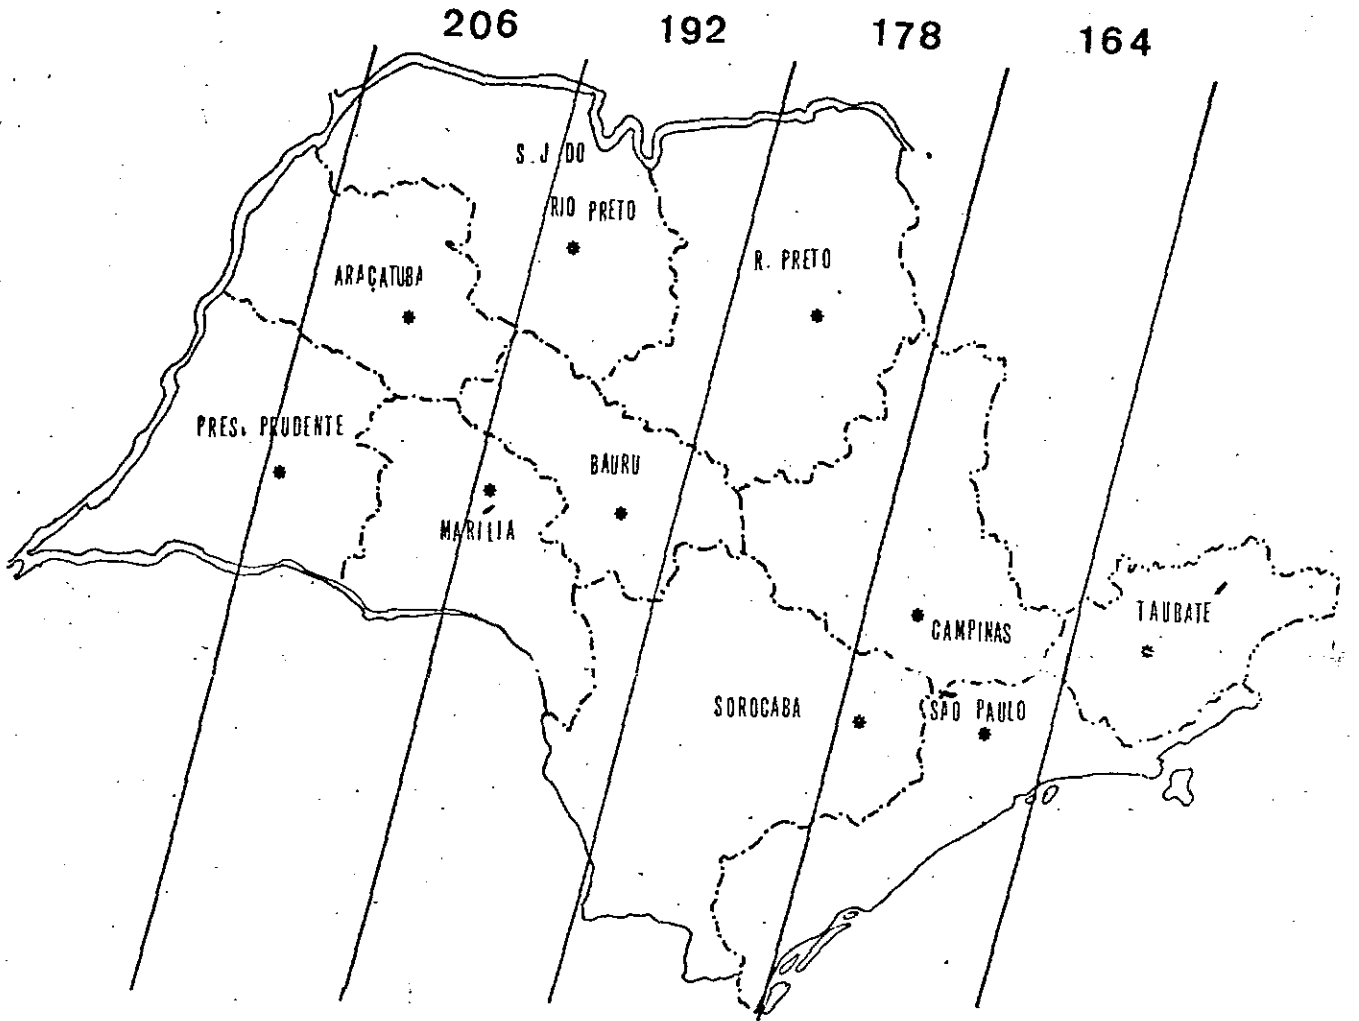 206 192 178 164
S.J DO
RIO PRETO
R. PRETO
ARAÇATUBA
PRES. PRUDENTE
BAURU
MARÍLIA
TAUBATÉ
CAMPINAS
SOROCABA
SÃO PAULO